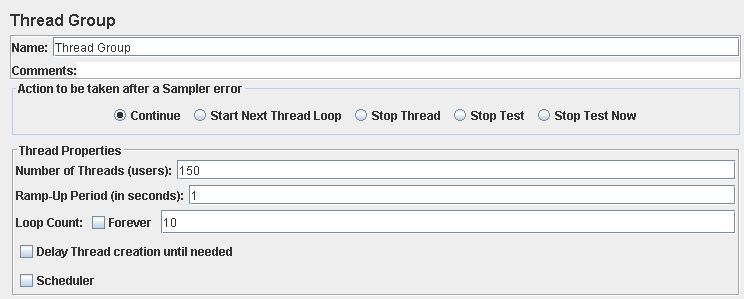 Thread Group
Name: Thread Group
Comments:
Action to be taken after a Sampler error
Continue Start Next Thread Loop Stop Thread Stop Test Stop Test Now
Thread Properties
Number of Threads (users): 150
Ramp-Up Period (in seconds): 1
Loop Count: Forever 10
Delay Thread creation until needed
Scheduler